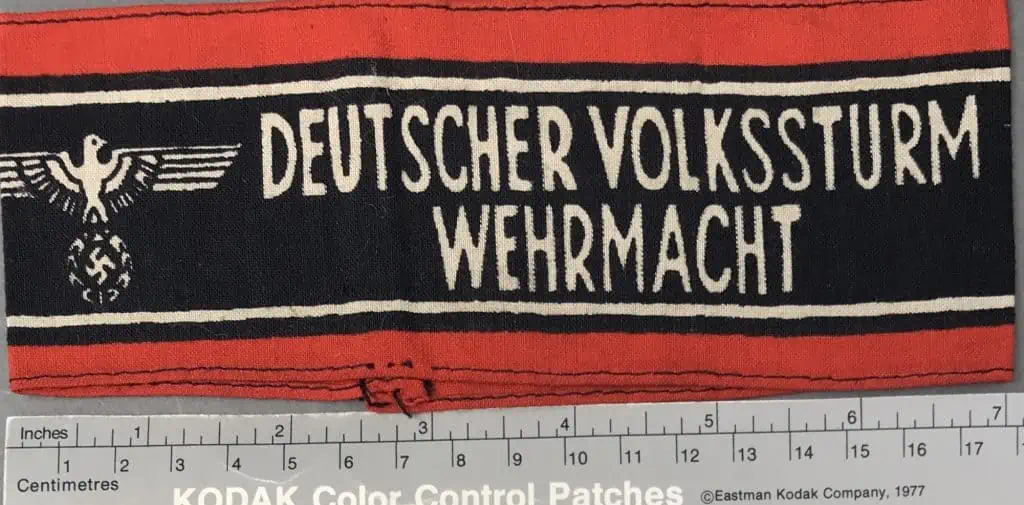 DEUTSCHER VOLKSSTURM
WEHRMACHT
Inches 1 2 3 4 5 6 7
1 2 3 4 5 6 7 8 9 10 11 12 13 14 15 16 17
Centimetres
KODAK Color Control Patches ©Eastman Kodak Company, 1977